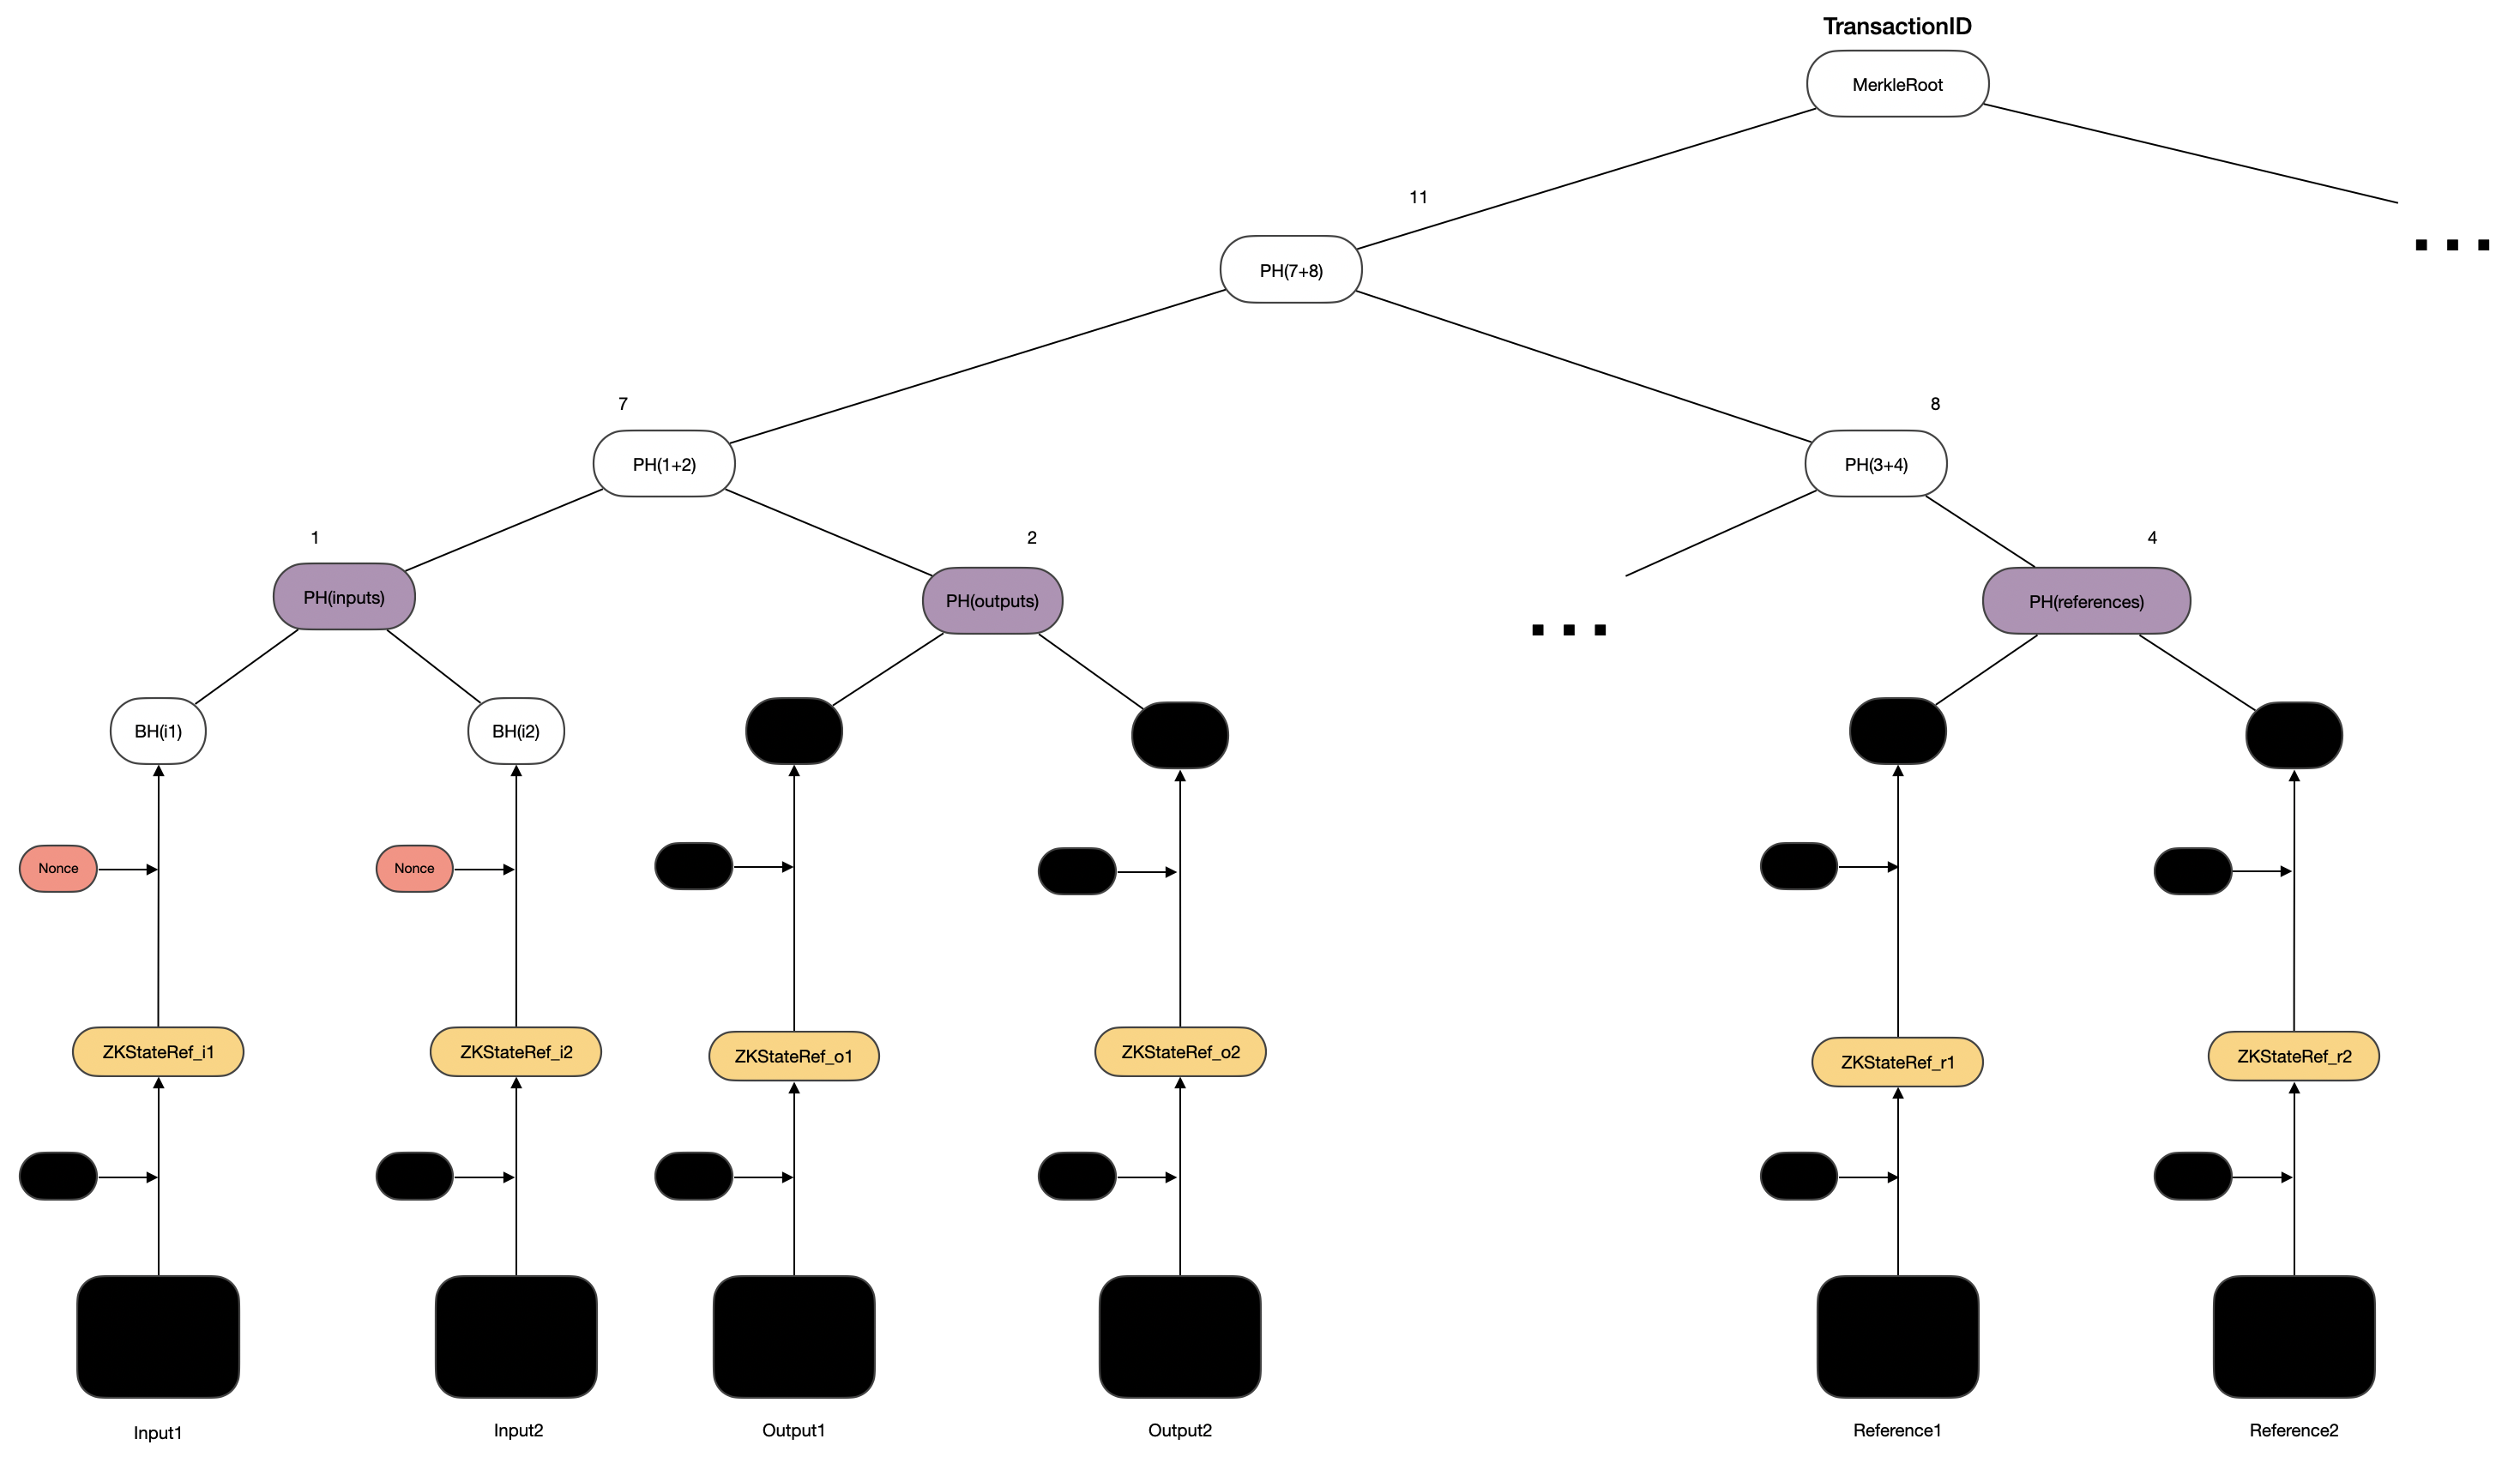 TransactionID
MerkleRoot
11
PH(7+8)
7
8
PH(1+2)
PH(3+4)
1
2
4
PH(inputs)
PH(outputs)
PH(references)
BH(i1)
BH(i2)
Nonce
Nonce
ZKStateRef_i1
ZKStateRef_i2
ZKStateRef_o1
ZKStateRef_o2
ZKStateRef_r1
ZKStateRef_r2
Input1
Input2
Output1
Output2
Reference1
Reference2